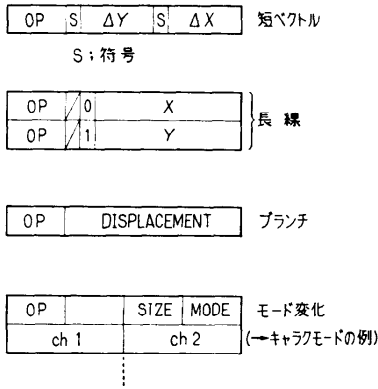 OP S ΔY S ΔX 短ベクトル
S;符号
OP 0 X
OP 1 Y
長線
OP DISPLACEMENT ブランチ
OP SIZE MODE モード変化
ch 1 ch 2 (→キャラクモードの例)